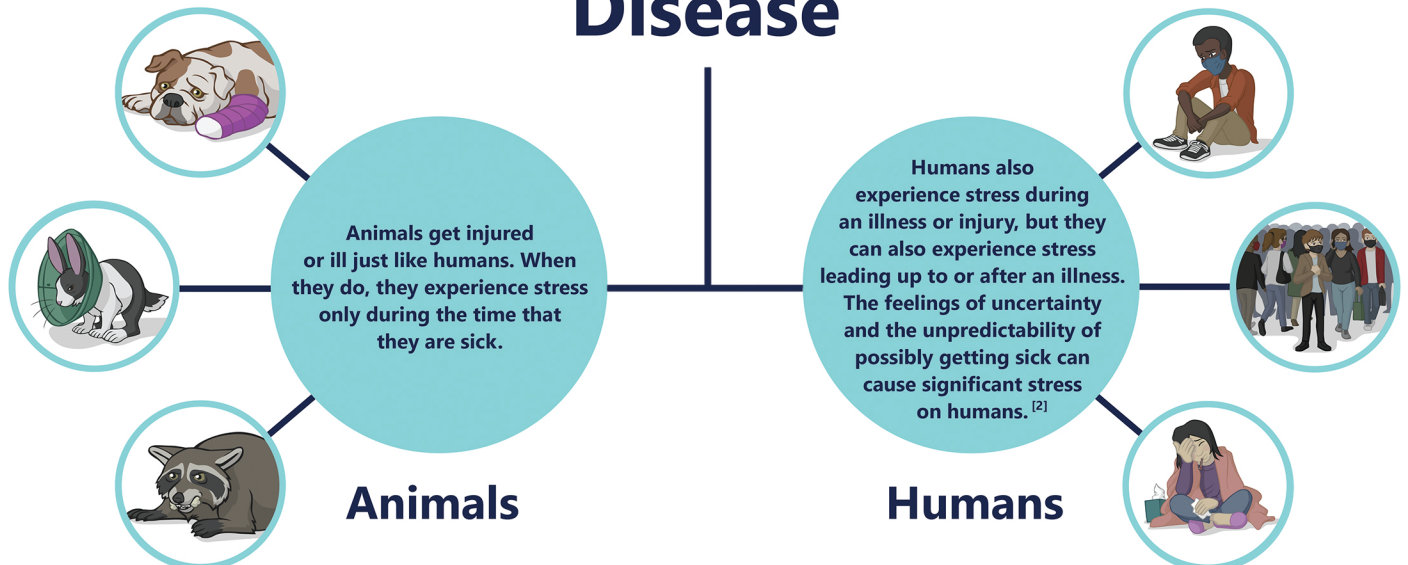 Disease
Animals get injured
or ill just like humans. When
they do, they experience stress
only during the time that
they are sick.
Humans also
experience stress during
an illness or injury, but they
can also experience stress
leading up to or after an illness.
The feelings of uncertainty
and the unpredictability of
possibly getting sick can
cause significant stress
on humans. [2]
Animals
Humans